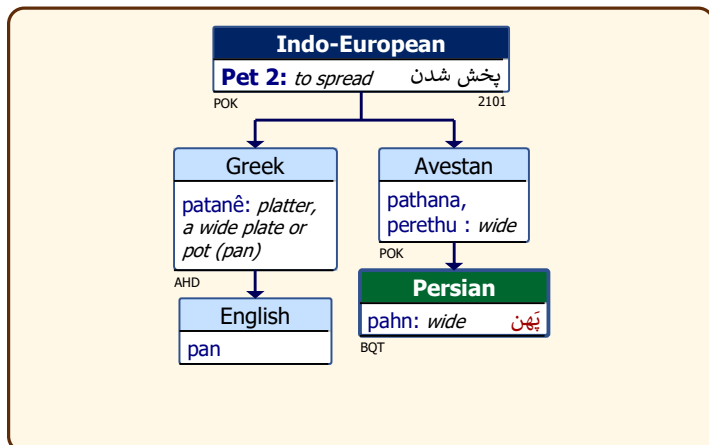 Indo-European
Pet 2: to spread پخش شدن
POK 2101
Greek
patanê: platter,
a wide plate or
pot (pan)
AHD
English
pan
Avestan
pathana,
perethu : wide
POK
Persian
pahn: wide پَهن
BQT